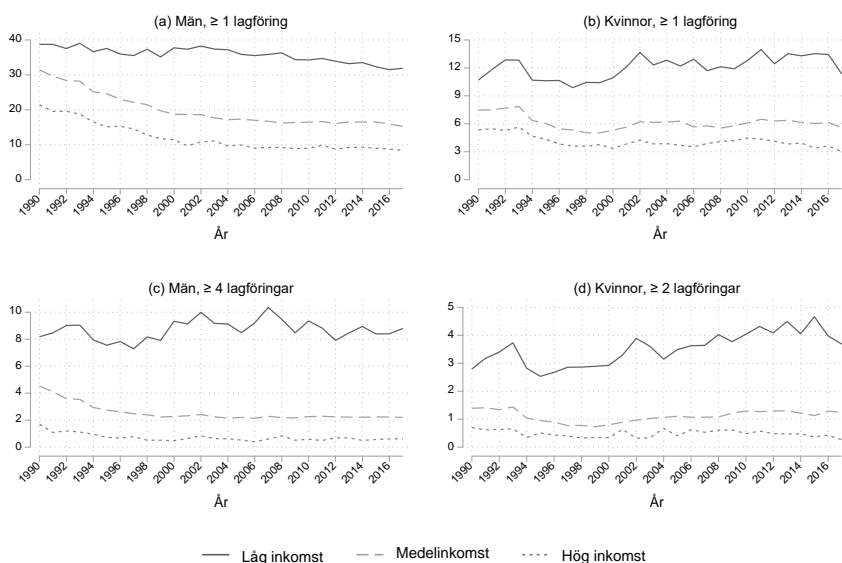 (a) Män, ≥ 1 lagföring
40
30
20
10
0
1990 1992 1994 1996 1998 2000 2002 2004 2006 2008 2010 2012 2014 2016
År
(b) Kvinnor, ≥ 1 lagföring
15
12
9
6
3
0
1990 1992 1994 1996 1998 2000 2002 2004 2006 2008 2010 2012 2014 2016
År
(c) Män, ≥ 4 lagföringar
10
8
6
4
2
0
1990 1992 1994 1996 1998 2000 2002 2004 2006 2008 2010 2012 2014 2016
År
(d) Kvinnor, ≥ 2 lagföringar
5
4
3
2
1
0
1990 1992 1994 1996 1998 2000 2002 2004 2006 2008 2010 2012 2014 2016
År
Låg inkomst Medelinkomst Hög inkomst